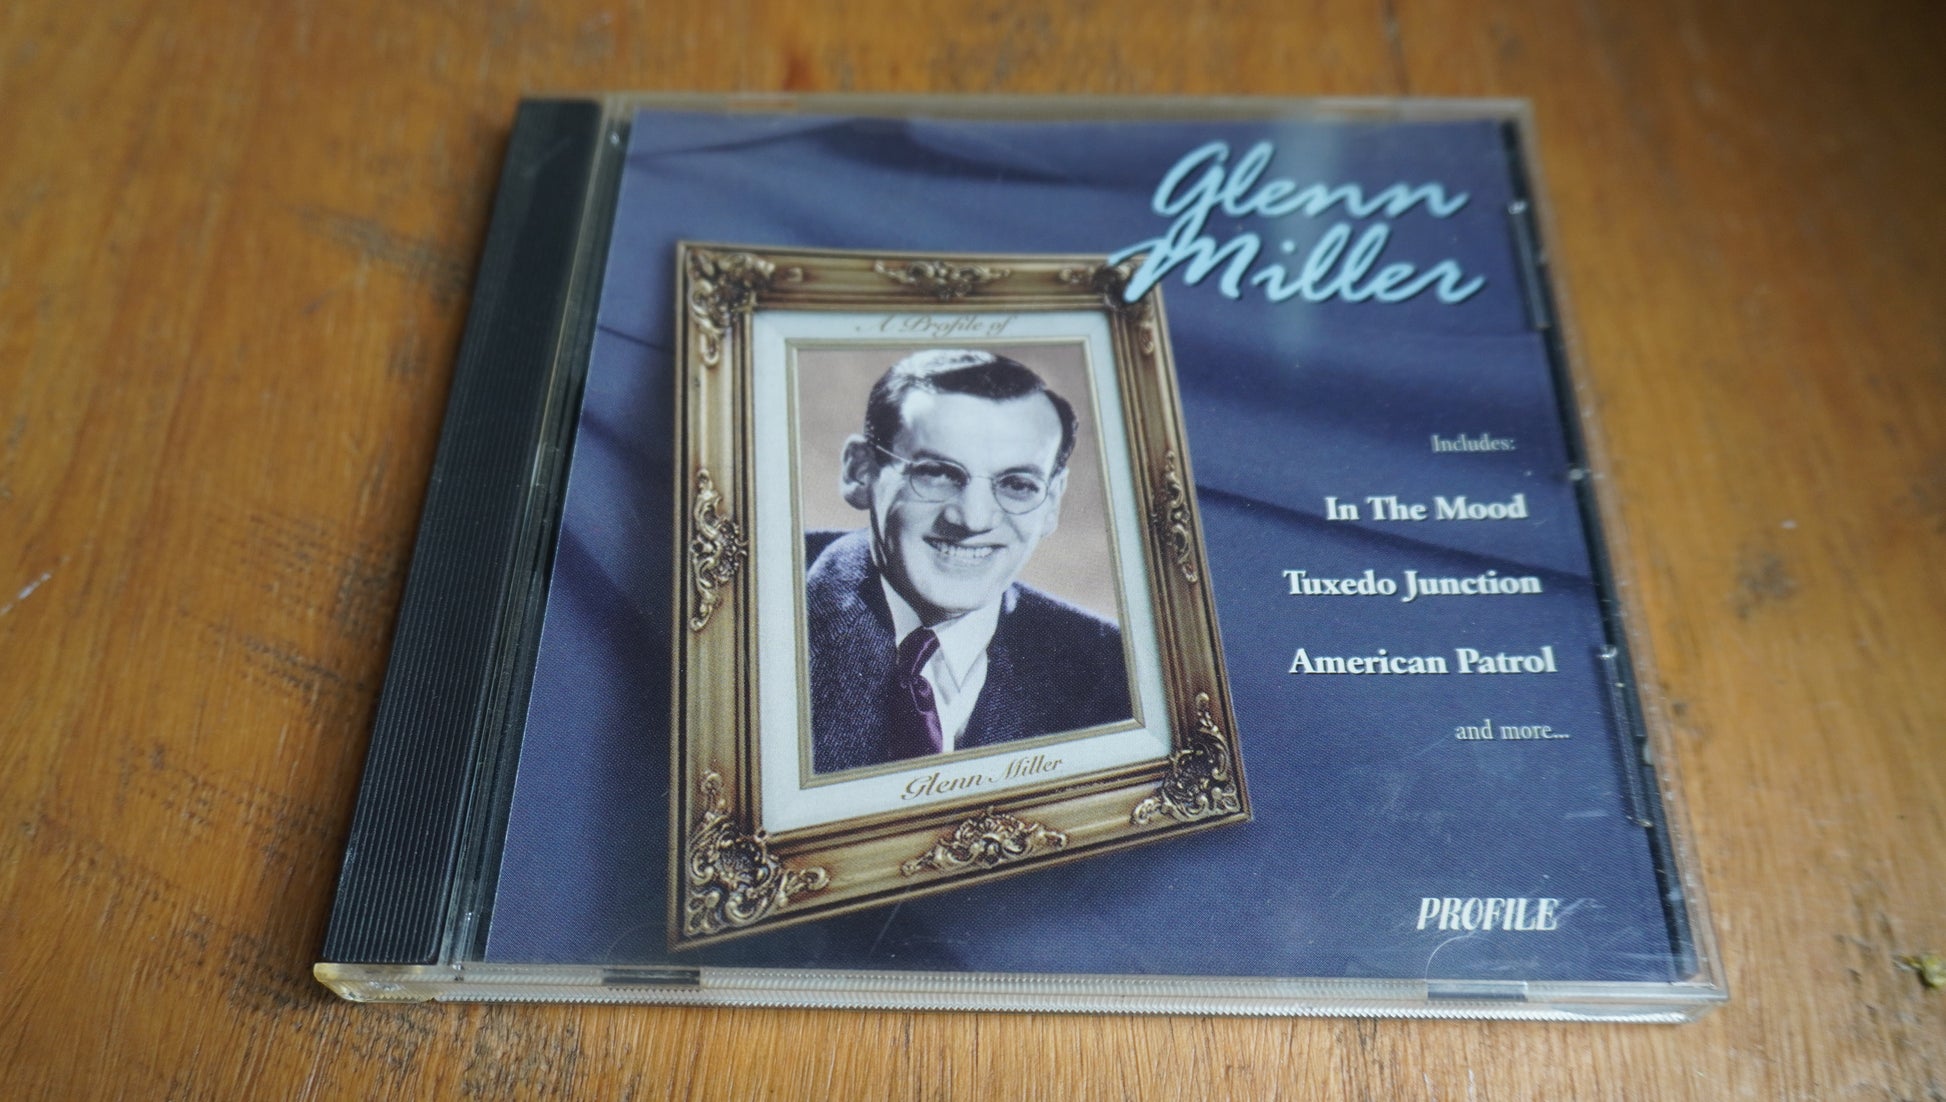 Glenn
Miller
A Profile of
Glenn Miller
Includes:
In The Mood
Tuxedo Junction
American Patrol
and more...
PROFILE